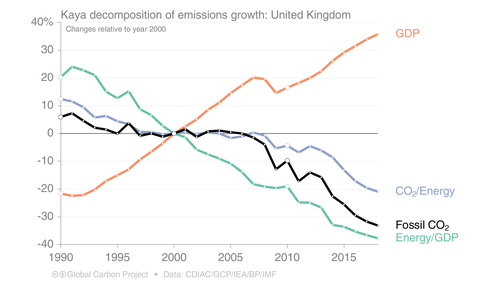 Kaya decomposition of emissions growth: United Kingdom
Changes relative to year 2000
40%
30
20
10
0
-10
-20
-30
-40
1990
1995
2000
2005
2010
2015
GDP
CO₂/Energy
Fossil CO₂
Energy/GDP
Global Carbon Project • Data: CDIAC/GCP/IEA/BP/IMF